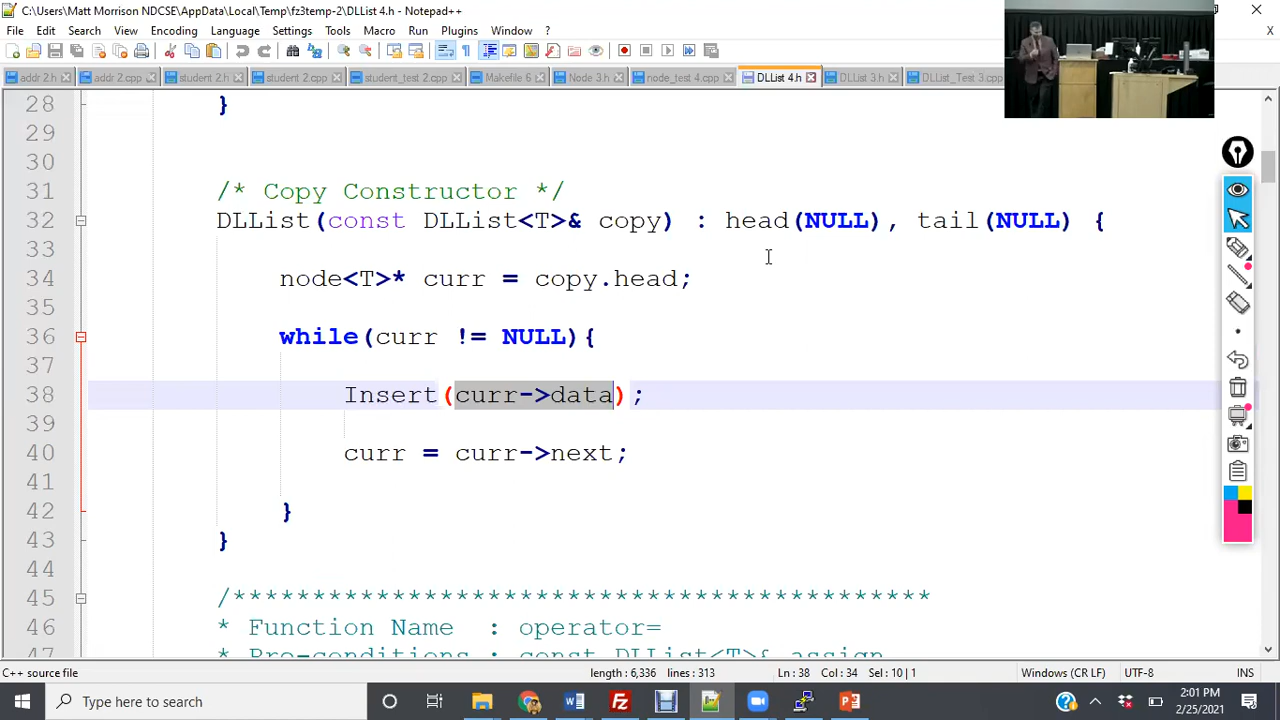 C:\Users\Matt Morrison NDCSE\AppData\Local\Temp\fz3temp-2\DLList 4.h - Notepad++
File Edit Search View Encoding Language Settings Tools Macro Run Plugins Window ?
addr 2.h addr 2.cpp student 2.h student 2.cpp student_test 2.cpp Makefile 6 Node 3.h node_test 4.cpp DLList 4.h DLList 3.h DLList_Test 3.cpp
28 }
29
30
31 /* Copy Constructor */
32 DLList(const DLList<T>& copy) : head(NULL), tail(NULL) {
33
34 node<T>* curr = copy.head;
35
36 while(curr != NULL){
37
38 Insert(curr->data);
39
40 curr = curr->next;
41
42 }
43 }
44
45 /********************************************
46 * Function Name : operator=
47 * Pre-conditions : const DLList<T>& assign
C++ source file length : 6,336 lines : 313 Ln : 38 Col : 34 Sel : 10 | 1 Windows (CR LF) UTF-8 INS
Type here to search
2:01 PM
2/25/2021